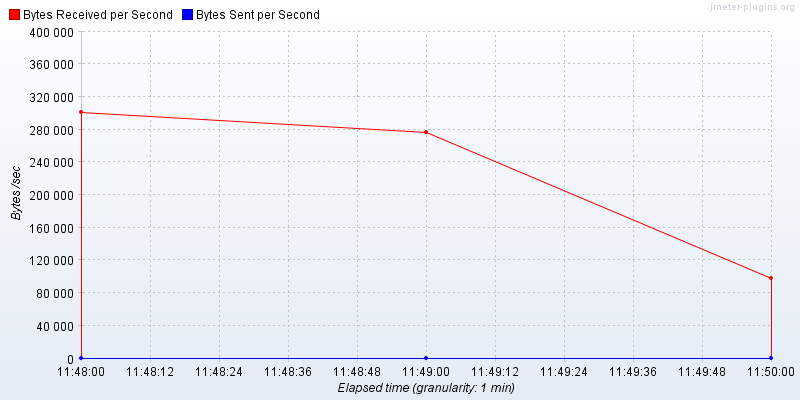 Bytes Received per Second Bytes Sent per Second
jmeter-plugins.org
400 000
360 000
320 000
280 000
240 000
200 000
160 000
120 000
80 000
40 000
0
Bytes /sec
11:48:00 11:48:12 11:48:24 11:48:36 11:48:48 11:49:00 11:49:12 11:49:24 11:49:36 11:49:48 11:50:00
Elapsed time (granularity: 1 min)